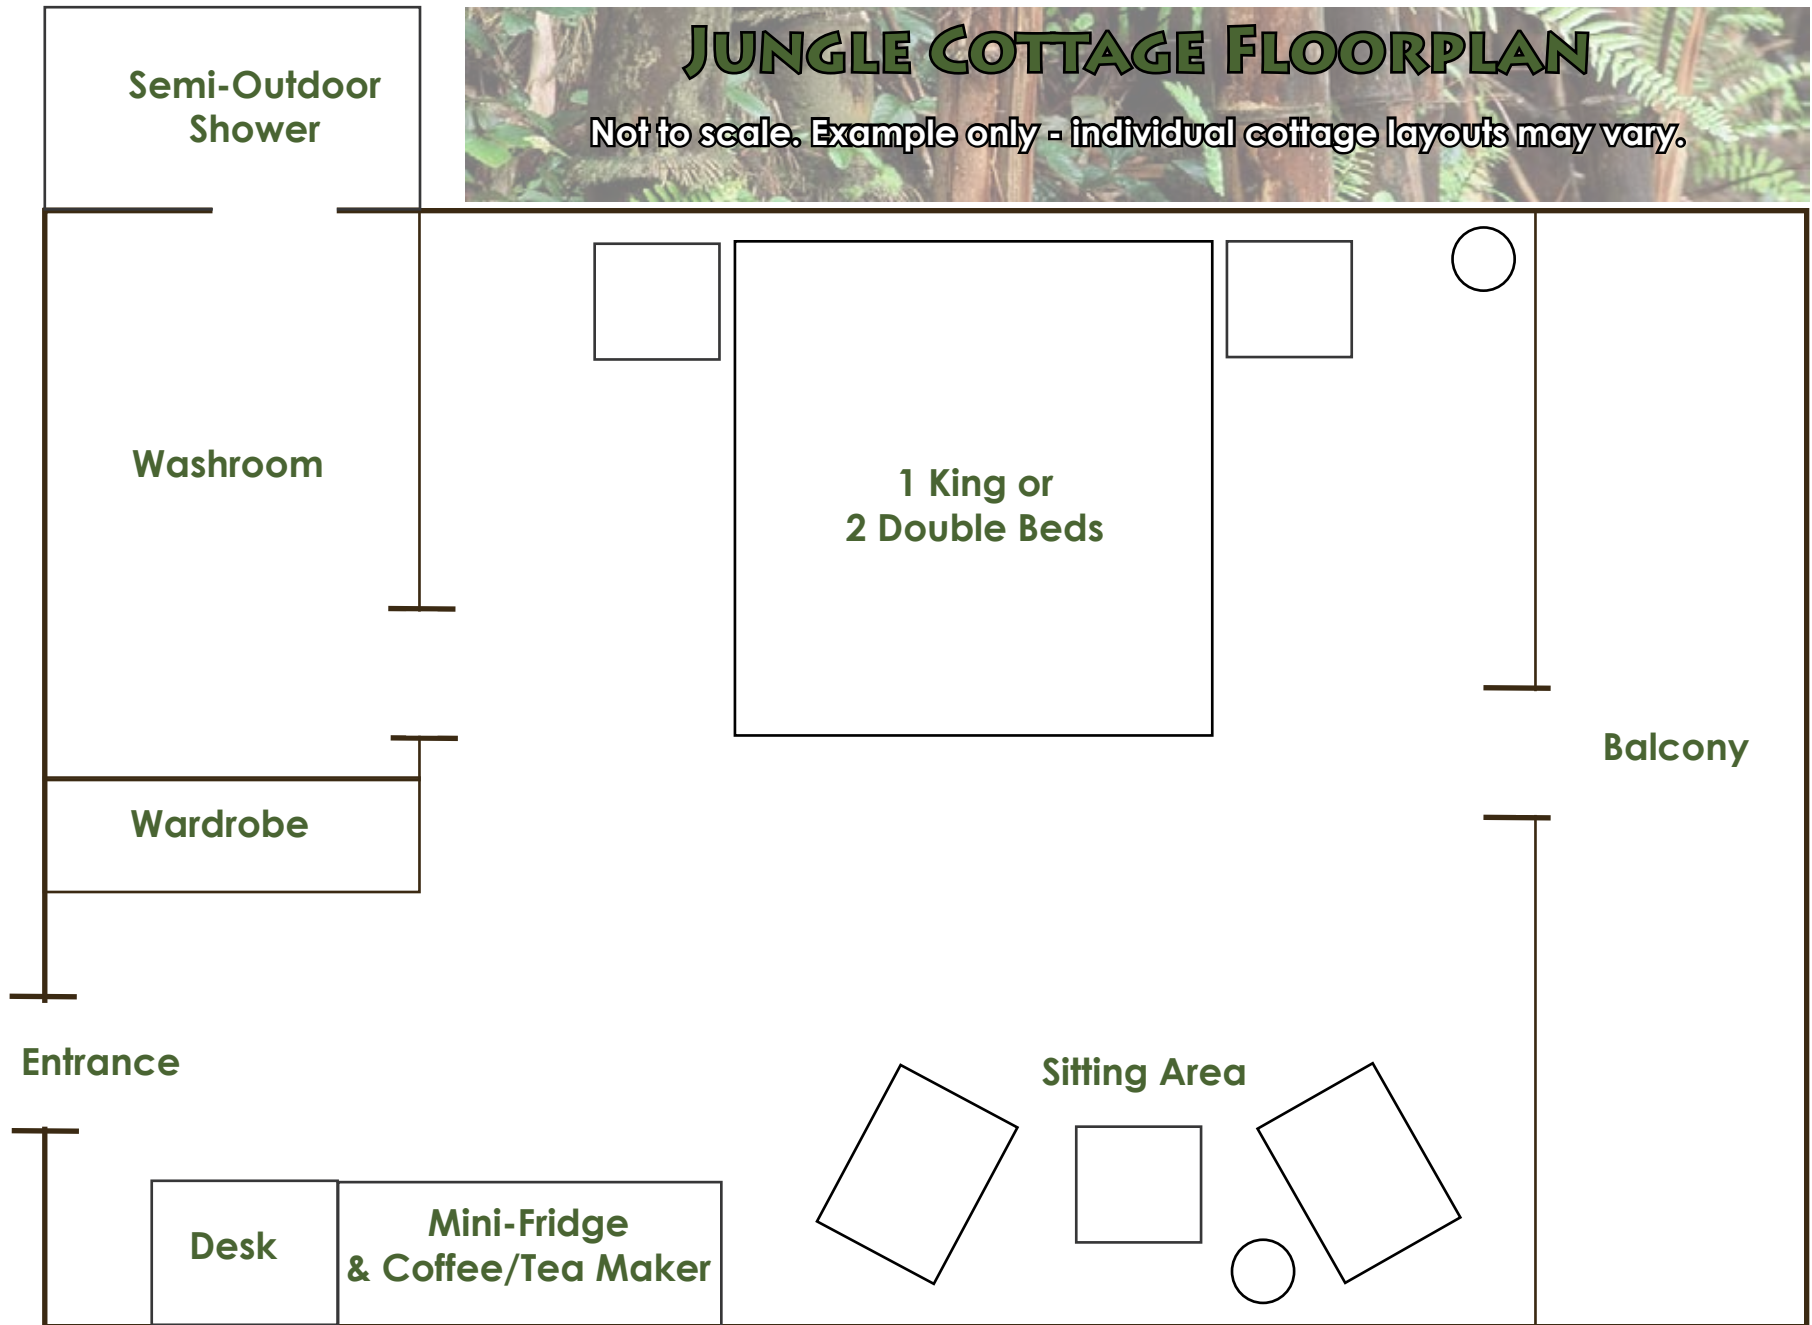 JUNGLE COTTAGE FLOORPLAN
Not to scale. Example only - individual cottage layouts may vary.
Semi-Outdoor
Shower
Washroom
1 King or
2 Double Beds
Balcony
Wardrobe
Entrance
Sitting Area
Desk
Mini-Fridge
& Coffee/Tea Maker